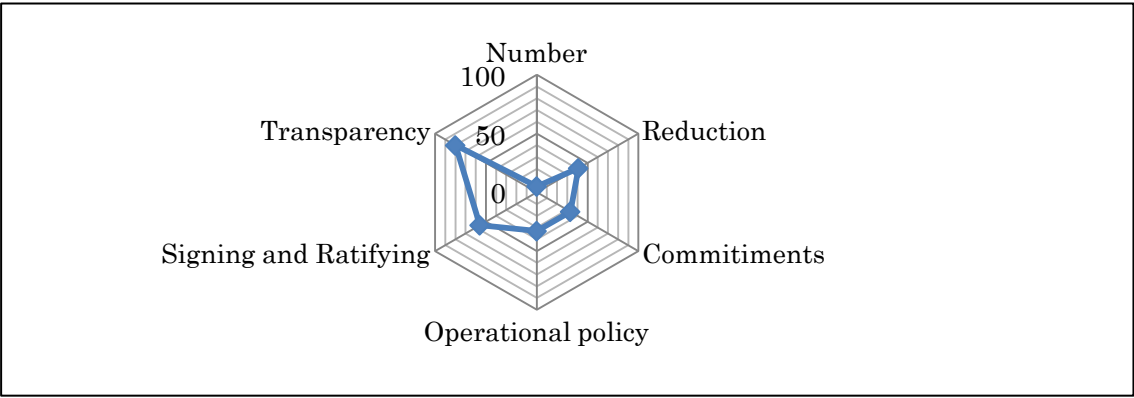 Number
100
Transparency
50
Reduction
0
Signing and Ratifying
Commitiments
Operational policy